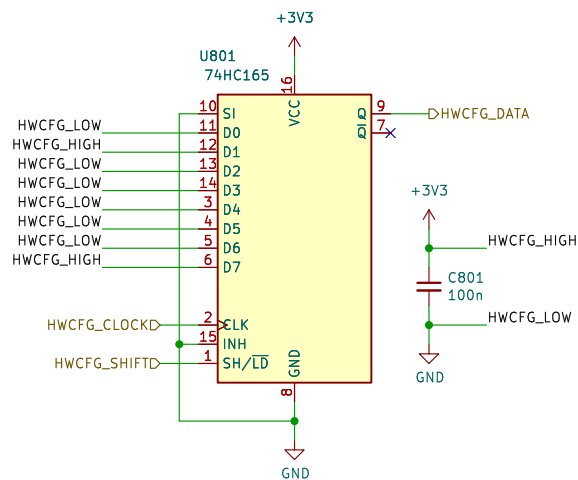 +3V3
U801
74HC165
16
VCC
10 SI
Q 9 HWCFG_DATA
HWCFG_LOW 11 D0
Q 7
HWCFG_HIGH 12 D1
HWCFG_LOW 13 D2
HWCFG_LOW 14 D3
HWCFG_LOW 3 D4
HWCFG_LOW 4 D5
HWCFG_LOW 5 D6
HWCFG_HIGH 6 D7
HWCFG_CLOCK 2 CLK
15 INH
HWCFG_SHIFT 1 SH/LD
GND
8
GND
+3V3
HWCFG_HIGH
C801
100n
HWCFG_LOW
GND